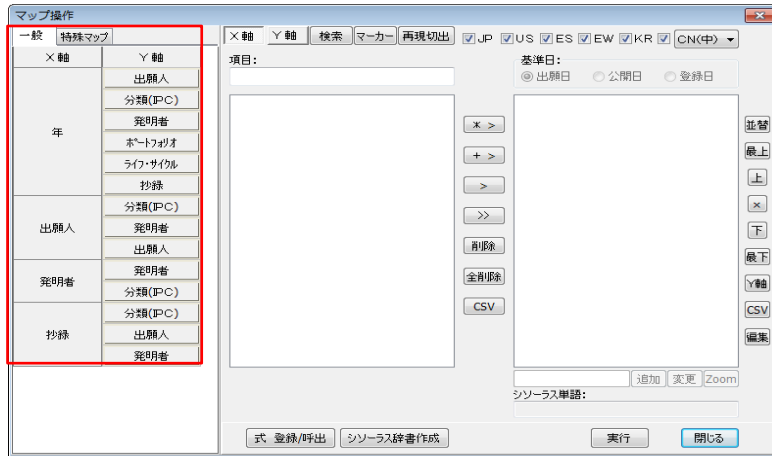 マップ操作
一般 特殊マップ
X軸 Y軸
年
出願人
分類(IPC)
発明者
ポートフォリオ
ライフ・サイクル
抄録
出願人
分類(IPC)
発明者
出願人
発明者
発明者
分類(IPC)
抄録
分類(IPC)
出願人
発明者
X軸 Y軸 検索 マーカー 再現切出 JP US ES EW KR CN(中)
項目:
基準日:
出願日 公開日 登録日
* >
+ >
>
>>
削除
全削除
CSV
並替
最上
上
×
下
最下
Y軸
CSV
編集
追加 変更 Zoom
シソーラス単語:
式 登録/呼出 シソーラス辞書作成 実行 閉じる